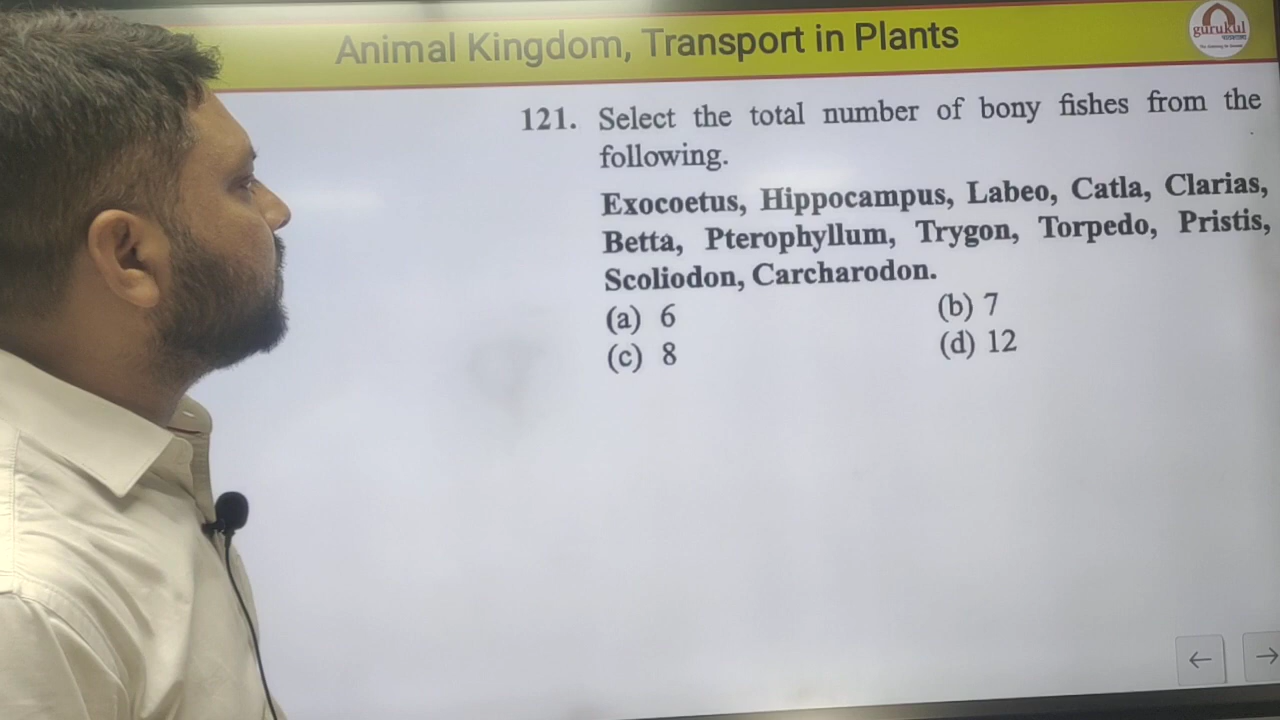 Animal Kingdom, Transport in Plants
gurukul
121. Select the total number of bony fishes from the
following.
Exocoetus, Hippocampus, Labeo, Catla, Clarias,
Betta, Pterophyllum, Trygon, Torpedo, Pristis,
Scoliodon, Carcharodon.
(a) 6
(b) 7
(c) 8
(d) 12